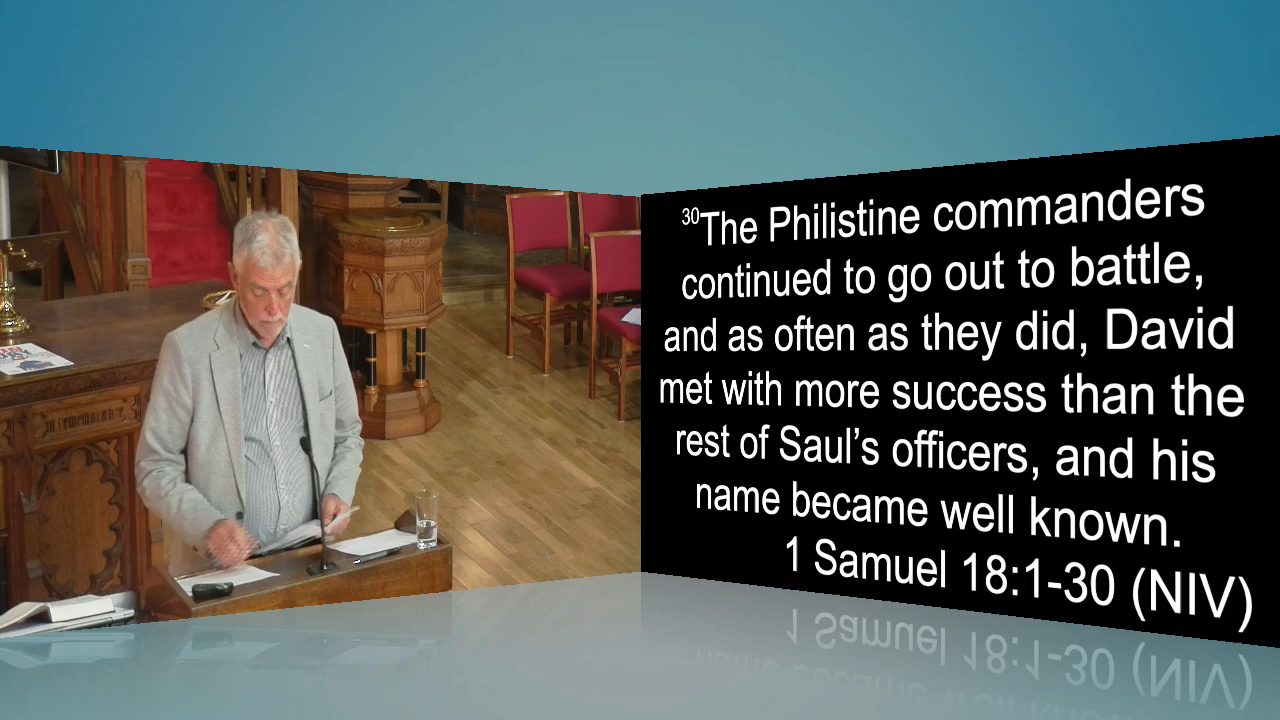 in remembrance
30The Philistine commanders
continued to go out to battle,
and as often as they did, David
met with more success than the
rest of Saul’s officers, and his
name became well known.
1 Samuel 18:1-30 (NIV)